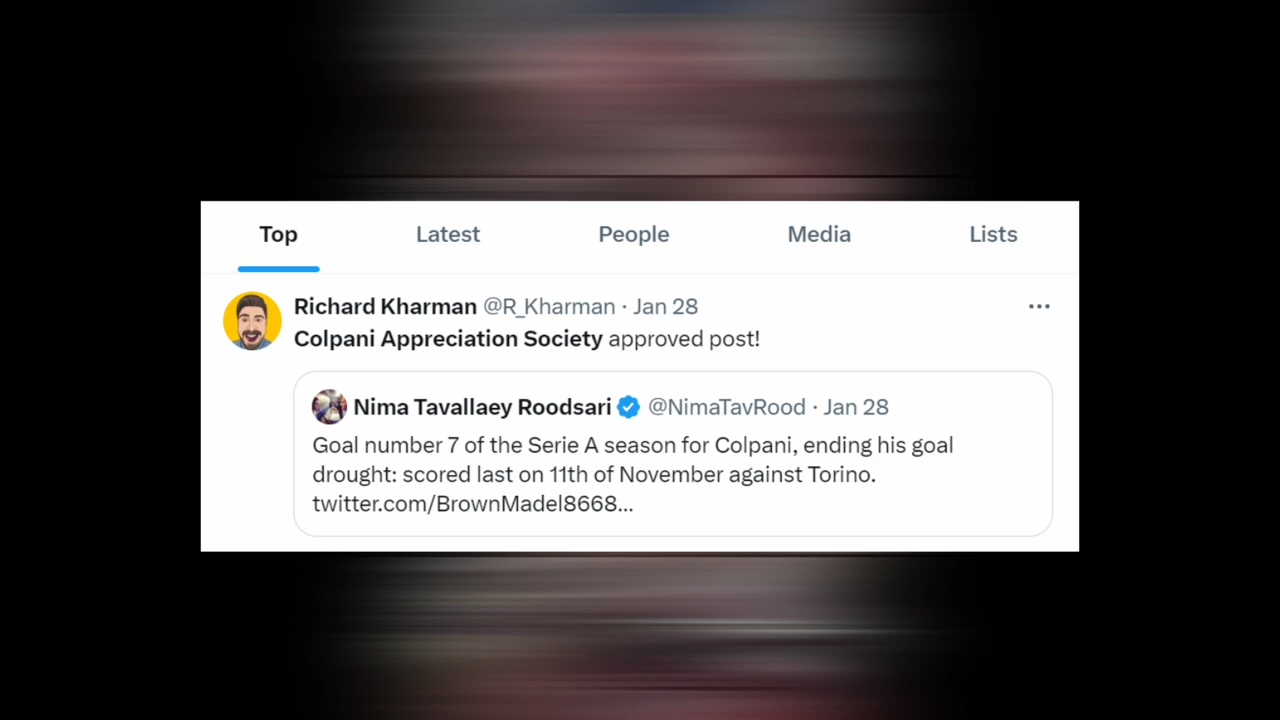 Top Latest People Media Lists
Richard Kharman @R_Kharman · Jan 28
Colpani Appreciation Society approved post!
Nima Tavallaey Roodsari @NimaTavRood · Jan 28
Goal number 7 of the Serie A season for Colpani, ending his goal
drought: scored last on 11th of November against Torino.
twitter.com/BrownMadel8668...